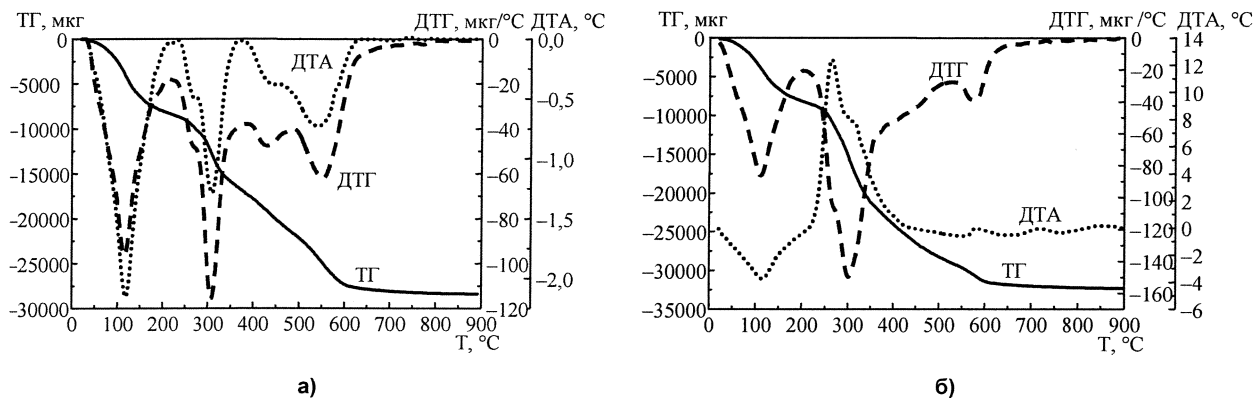 ТГ, мкг ДТГ, мкг/°C ДТА, °C
0 0 0,0
–5000 –20
–0,5
–10000 –40
–1,0
–15000 –60
–20000 –1,5
–80
–25000 –100 –2,0
–30000 –120
0 100 200 300 400 500 600 700 800 900
T, °C
ДТА
ДТГ
ТГ
а)
ТГ, мкг ДТГ, мкг /°C ДТА, °C
0 0 14
–5000 –20 12
–40 10
–10000 –60 8
6
–15000 –80 4
–20000 –100 2
–25000 –120 0
–140 –2
–30000 –160 –4
–35000 –6
0 100 200 300 400 500 600 700 800 900
T, °C
ДТГ
ДТА
ТГ
б)